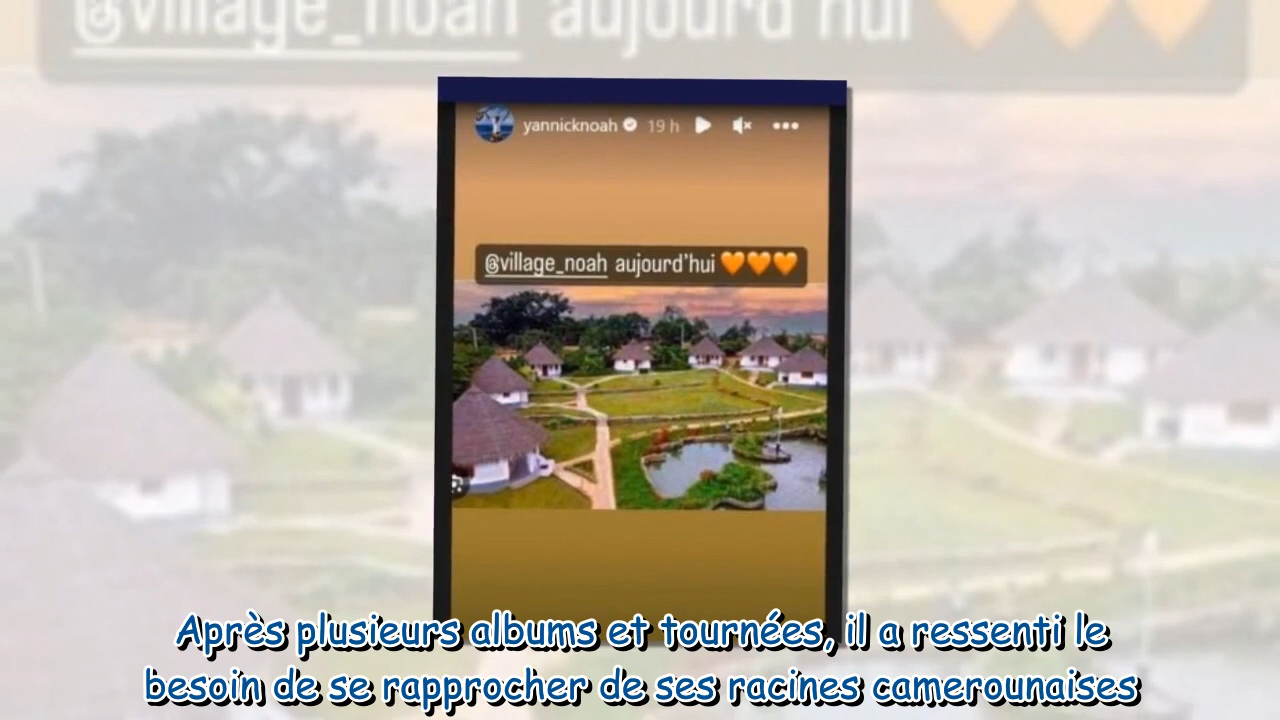 @village_noah aujourd'hui 🧡🧡🧡
yannicknoah 19 h
@village_noah aujourd'hui 🧡🧡🧡
Après plusieurs albums et tournées, il a ressenti le
besoin de se rapprocher de ses racines camerounaises